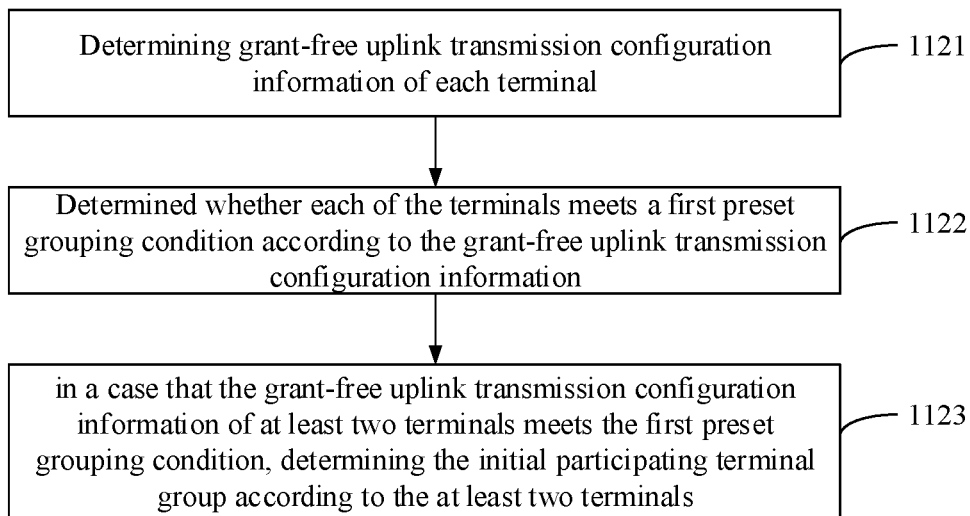 Determining grant-free uplink transmission configuration
information of each terminal
1121
Determined whether each of the terminals meets a first preset
grouping condition according to the grant-free uplink transmission
configuration information
1122
in a case that the grant-free uplink transmission configuration
information of at least two terminals meets the first preset
grouping condition, determining the initial participating terminal
group according to the at least two terminals
1123